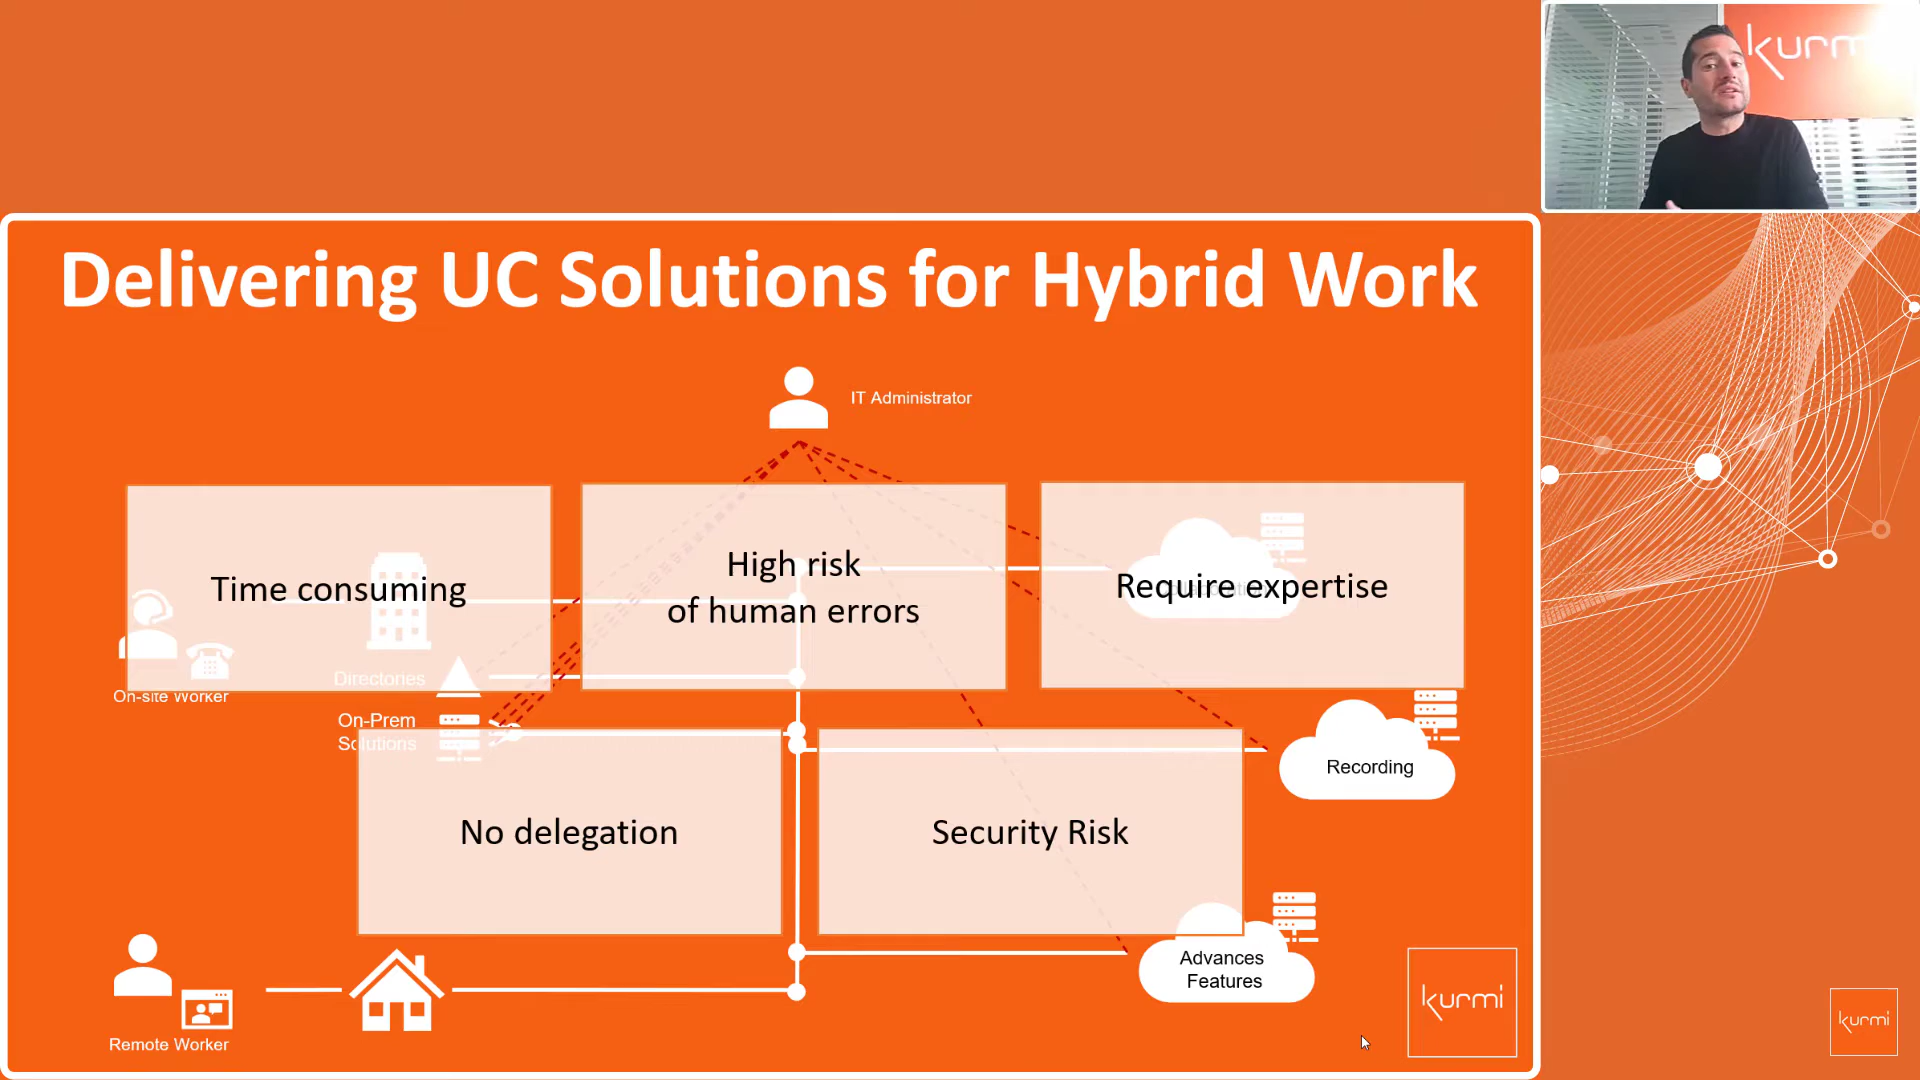 kurmi
Delivering UC Solutions for Hybrid Work
IT Administrator
Time consuming
High risk
of human errors
Require expertise
Directories
On-site Worker
On-Prem
Solutions
Recording
No delegation
Security Risk
Advances
Features
Remote Worker
kurmi
kurmi